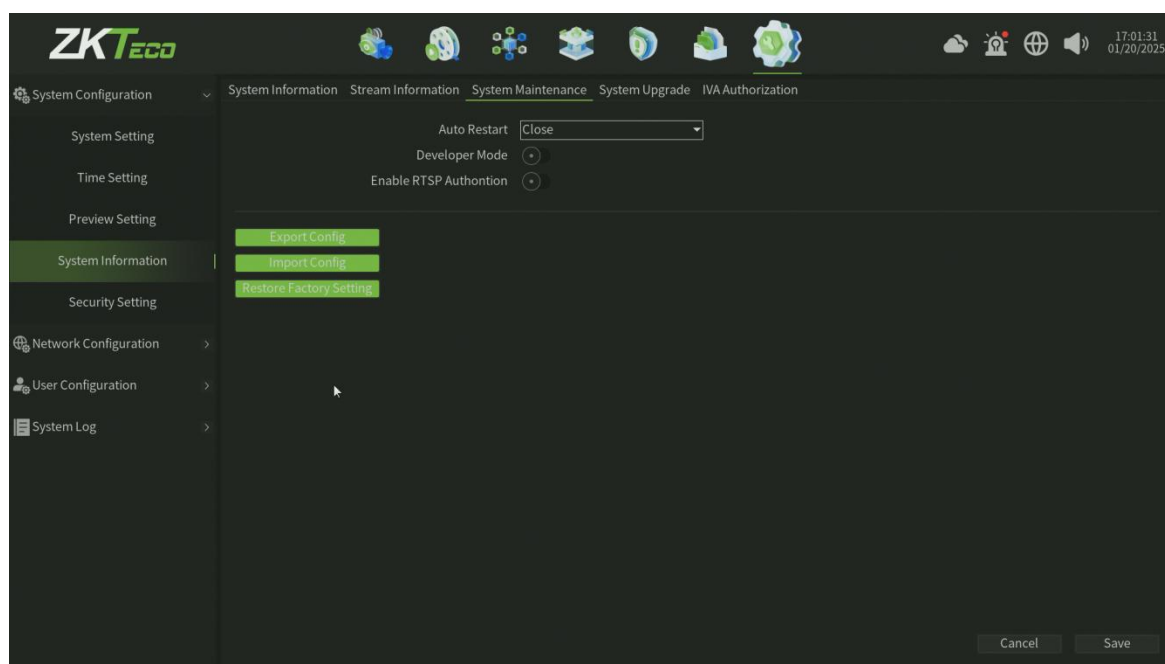 ZKTeco
17:01:31
01/20/2025
System Configuration
System Setting
Time Setting
Preview Setting
System Information
Security Setting
Network Configuration
User Configuration
System Log
System Information Stream Information System Maintenance System Upgrade IVA Authorization
Auto Restart Close
Developer Mode
Enable RTSP Authontion
Export Config
Import Config
Restore Factory Setting
Cancel Save